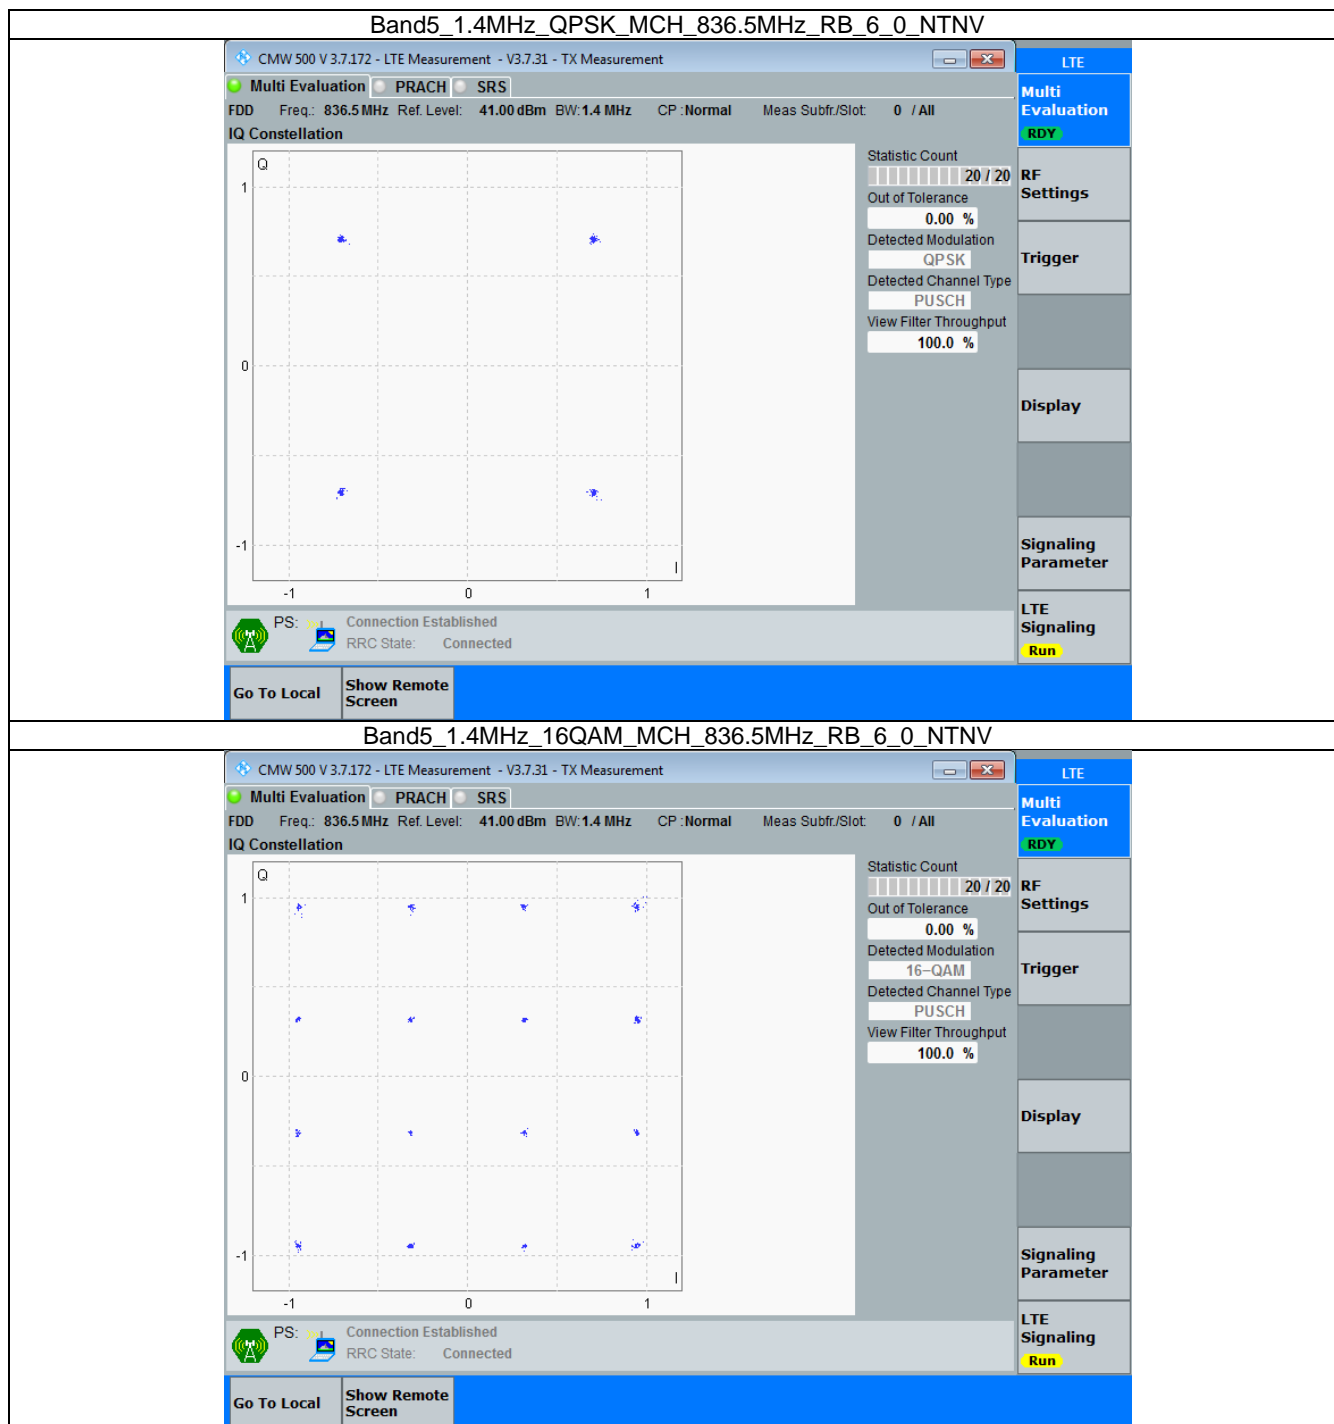 Band5_1.4MHz_QPSK_MCH_836.5MHz_RB_6_0_NTNV
CMW 500 V 3.7.172 - LTE Measurement - V3.7.31 - TX Measurement
LTE
Multi Evaluation PRACH SRS
Multi
Evaluation
RDY
FDD Freq.: 836.5 MHz Ref. Level: 41.00 dBm BW: 1.4 MHz CP : Normal Meas Subfr./Slot: 0 / All
IQ Constellation
Q
1
0
-1
I
-1 0 1
Statistic Count
20 / 20
Out of Tolerance
0.00 %
Detected Modulation
QPSK
Detected Channel Type
PUSCH
View Filter Throughput
100.0 %
RF
Settings
Trigger
Display
Signaling
Parameter
LTE
Signaling
Run
PS: Connection Established
RRC State: Connected
Go To Local
Show Remote
Screen
Band5_1.4MHz_16QAM_MCH_836.5MHz_RB_6_0_NTNV
CMW 500 V 3.7.172 - LTE Measurement - V3.7.31 - TX Measurement
LTE
Multi Evaluation PRACH SRS
Multi
Evaluation
RDY
FDD Freq.: 836.5 MHz Ref. Level: 41.00 dBm BW: 1.4 MHz CP : Normal Meas Subfr./Slot: 0 / All
IQ Constellation
Q
1
0
-1
I
-1 0 1
Statistic Count
20 / 20
Out of Tolerance
0.00 %
Detected Modulation
16-QAM
Detected Channel Type
PUSCH
View Filter Throughput
100.0 %
RF
Settings
Trigger
Display
Signaling
Parameter
LTE
Signaling
Run
PS: Connection Established
RRC State: Connected
Go To Local
Show Remote
Screen